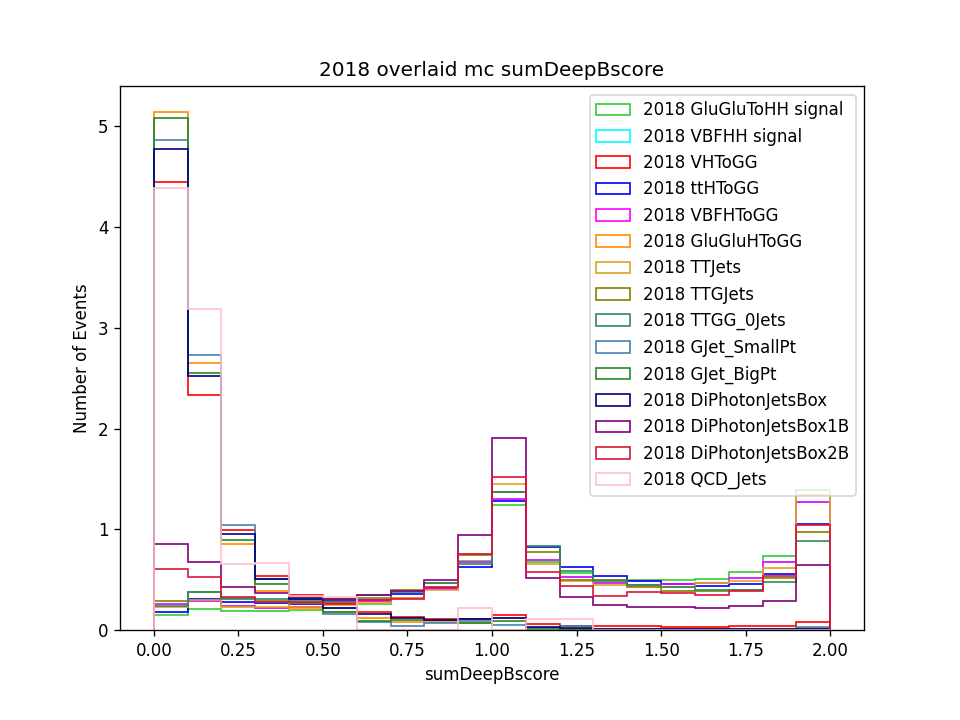 2018 overlaid mc sumDeepBscore
Number of Events
5
4
3
2
1
0
0.00 0.25 0.50 0.75 1.00 1.25 1.50 1.75 2.00
sumDeepBscore
2018 GluGluToHH signal
2018 VBFHH signal
2018 VHToGG
2018 ttHToGG
2018 VBFHToGG
2018 GluGluHToGG
2018 TTJets
2018 TTGJets
2018 TTGG_0Jets
2018 GJet_SmallPt
2018 GJet_BigPt
2018 DiPhotonJetsBox
2018 DiPhotonJetsBox1B
2018 DiPhotonJetsBox2B
2018 QCD_Jets